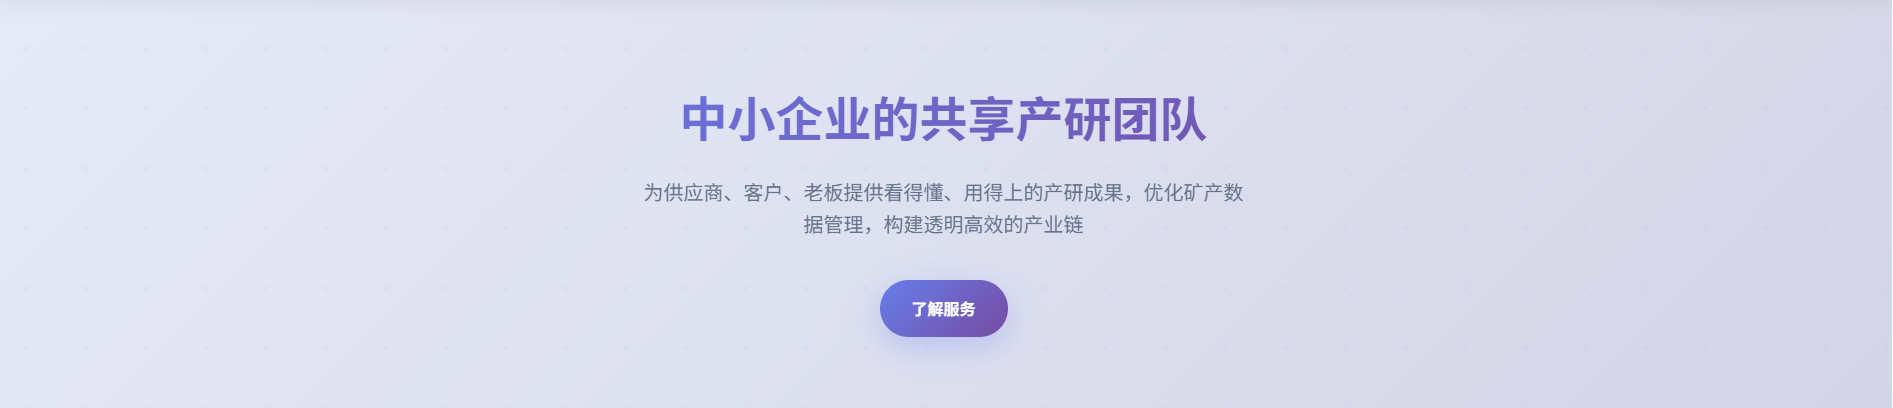 中小企业的共享产研团队
为供应商、客户、老板提供看得懂、用得上的产研成果，优化矿产数
据管理，构建透明高效的产业链
了解服务